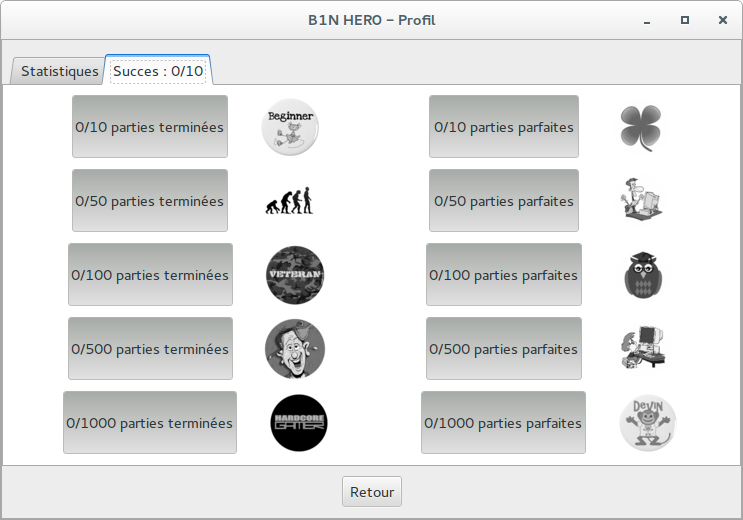 B1N HERO – Profil
Statistiques
Succes : 0/10
0/10 parties terminées
Beginner
0/10 parties parfaites
0/50 parties terminées
0/50 parties parfaites
0/100 parties terminées
VETERAN
0/100 parties parfaites
0/500 parties terminées
0/500 parties parfaites
0/1000 parties terminées
HARDCORE
GAMER
0/1000 parties parfaites
DEViN
Retour